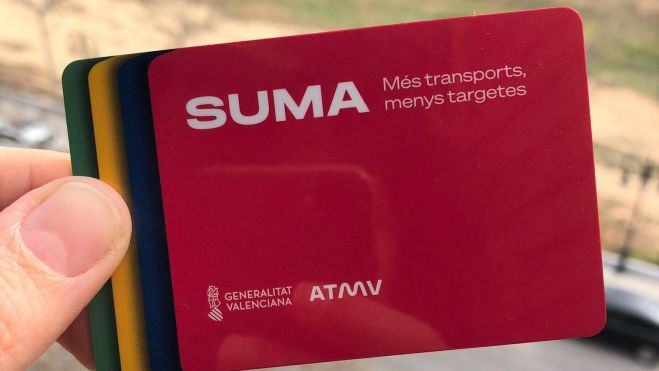 SUMA
Més transports,
menys targetes
GENERALITAT
VALENCIANA
ATMV